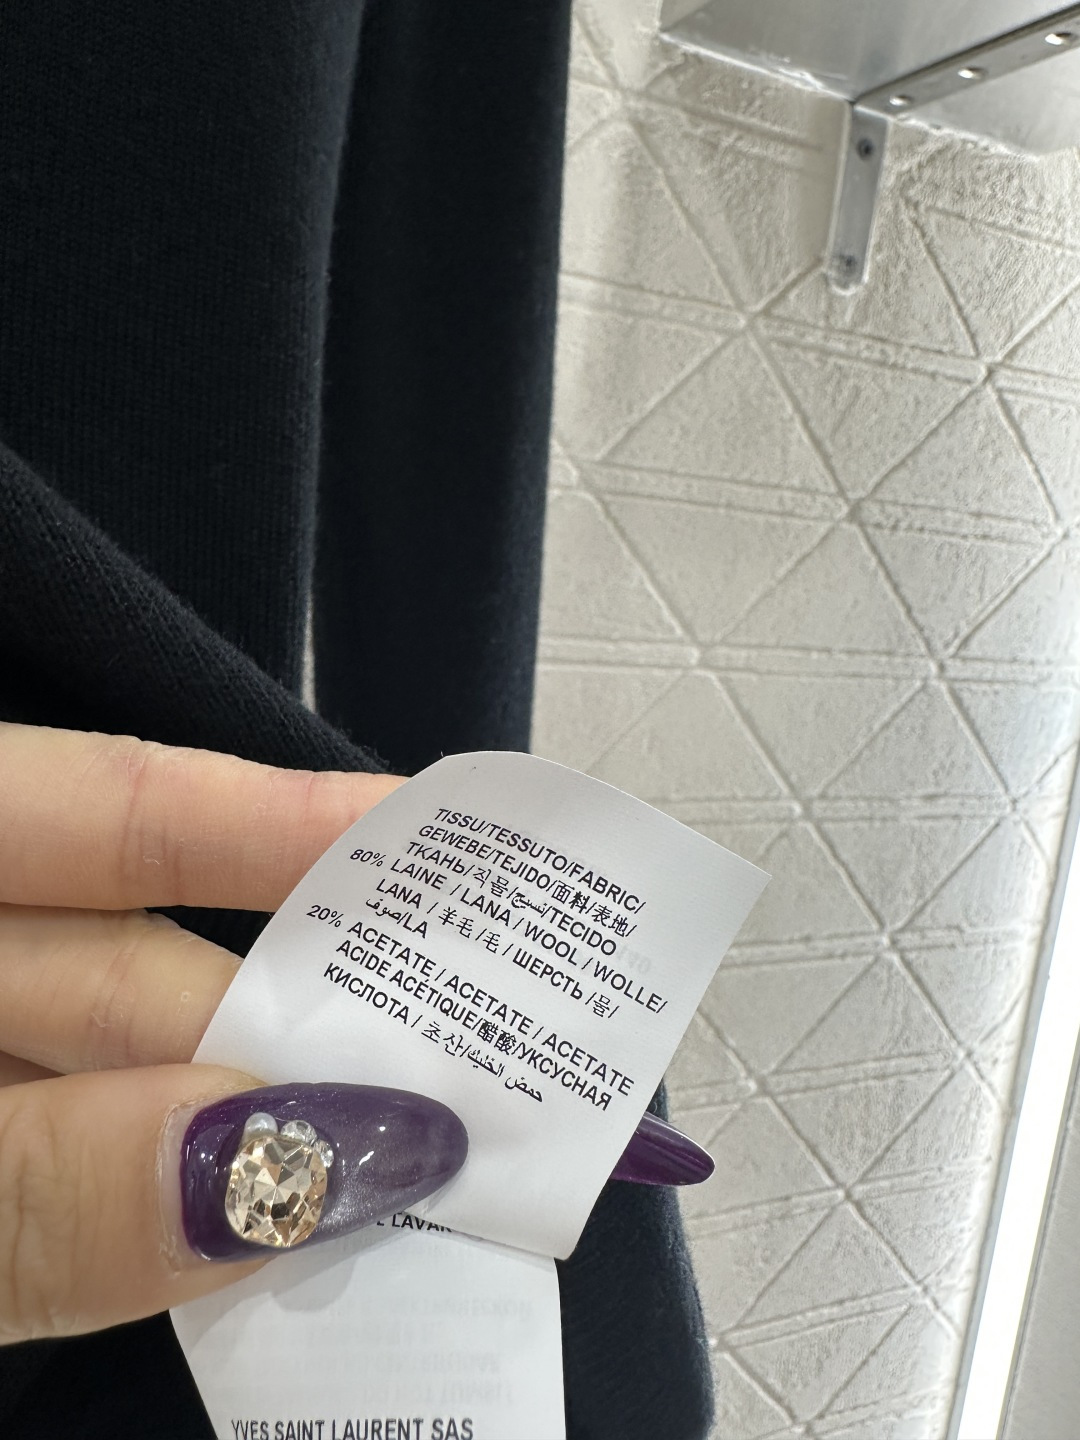 TISSU/TESSUTO/FABRIC/
GEWEBE/TEJIDO/面料/表地/
ТКАНЬ/직물/نسيج/TECIDO
80% LAINE / LANA / WOOL / WOLLE/
LANA / 羊毛 /毛 / ШЕРСТЬ /물/
صوف/LA
20% ACETATE / ACETATE / ACETATE
ACIDE ACÉTIQUE/醋酸/УКСУСНАЯ
КИСЛОТА / 초산/حمض الخليك
YVES SAINT LAURENT SAS